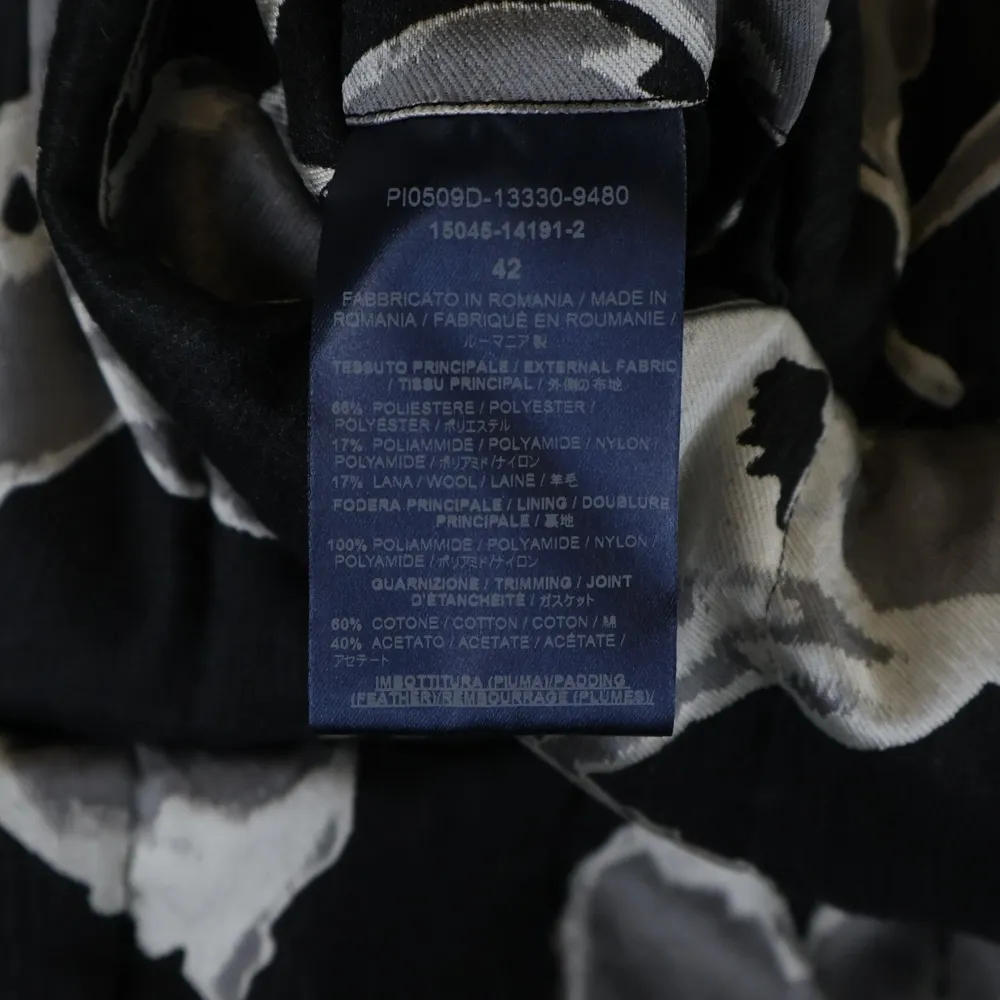 PI0509D-13330-9480
15045-14191-2
42
FABBRICATO IN ROMANIA / MADE IN
ROMANIA / FABRIQUÉ EN ROUMANIE /
ルーマニア製
TESSUTO PRINCIPALE / EXTERNAL FABRIC
/ TISSU PRINCIPAL / 外側の布地
66% POLIESTERE / POLYESTER /
POLYESTER / ポリエステル
17% POLIAMMIDE / POLYAMIDE / NYLON /
POLYAMIDE / ポリアミド/ナイロン
17% LANA / WOOL / LAINE / 羊毛
FODERA PRINCIPALE / LINING / DOUBLURE
PRINCIPALE / 裏地
100% POLIAMMIDE / POLYAMIDE / NYLON /
POLYAMIDE / ポリアミド/ナイロン
GUARNIZIONE / TRIMMING / JOINT
D'ETANCHEITE / ガスケット
60% COTONE / COTTON / COTON / 綿
40% ACETATO / ACETATE / ACÉTATE /
アセテート
IMBOTTITURA (PIUMA)/PADDING
(FEATHER)/REMBOURRAGE (PLUMES)/